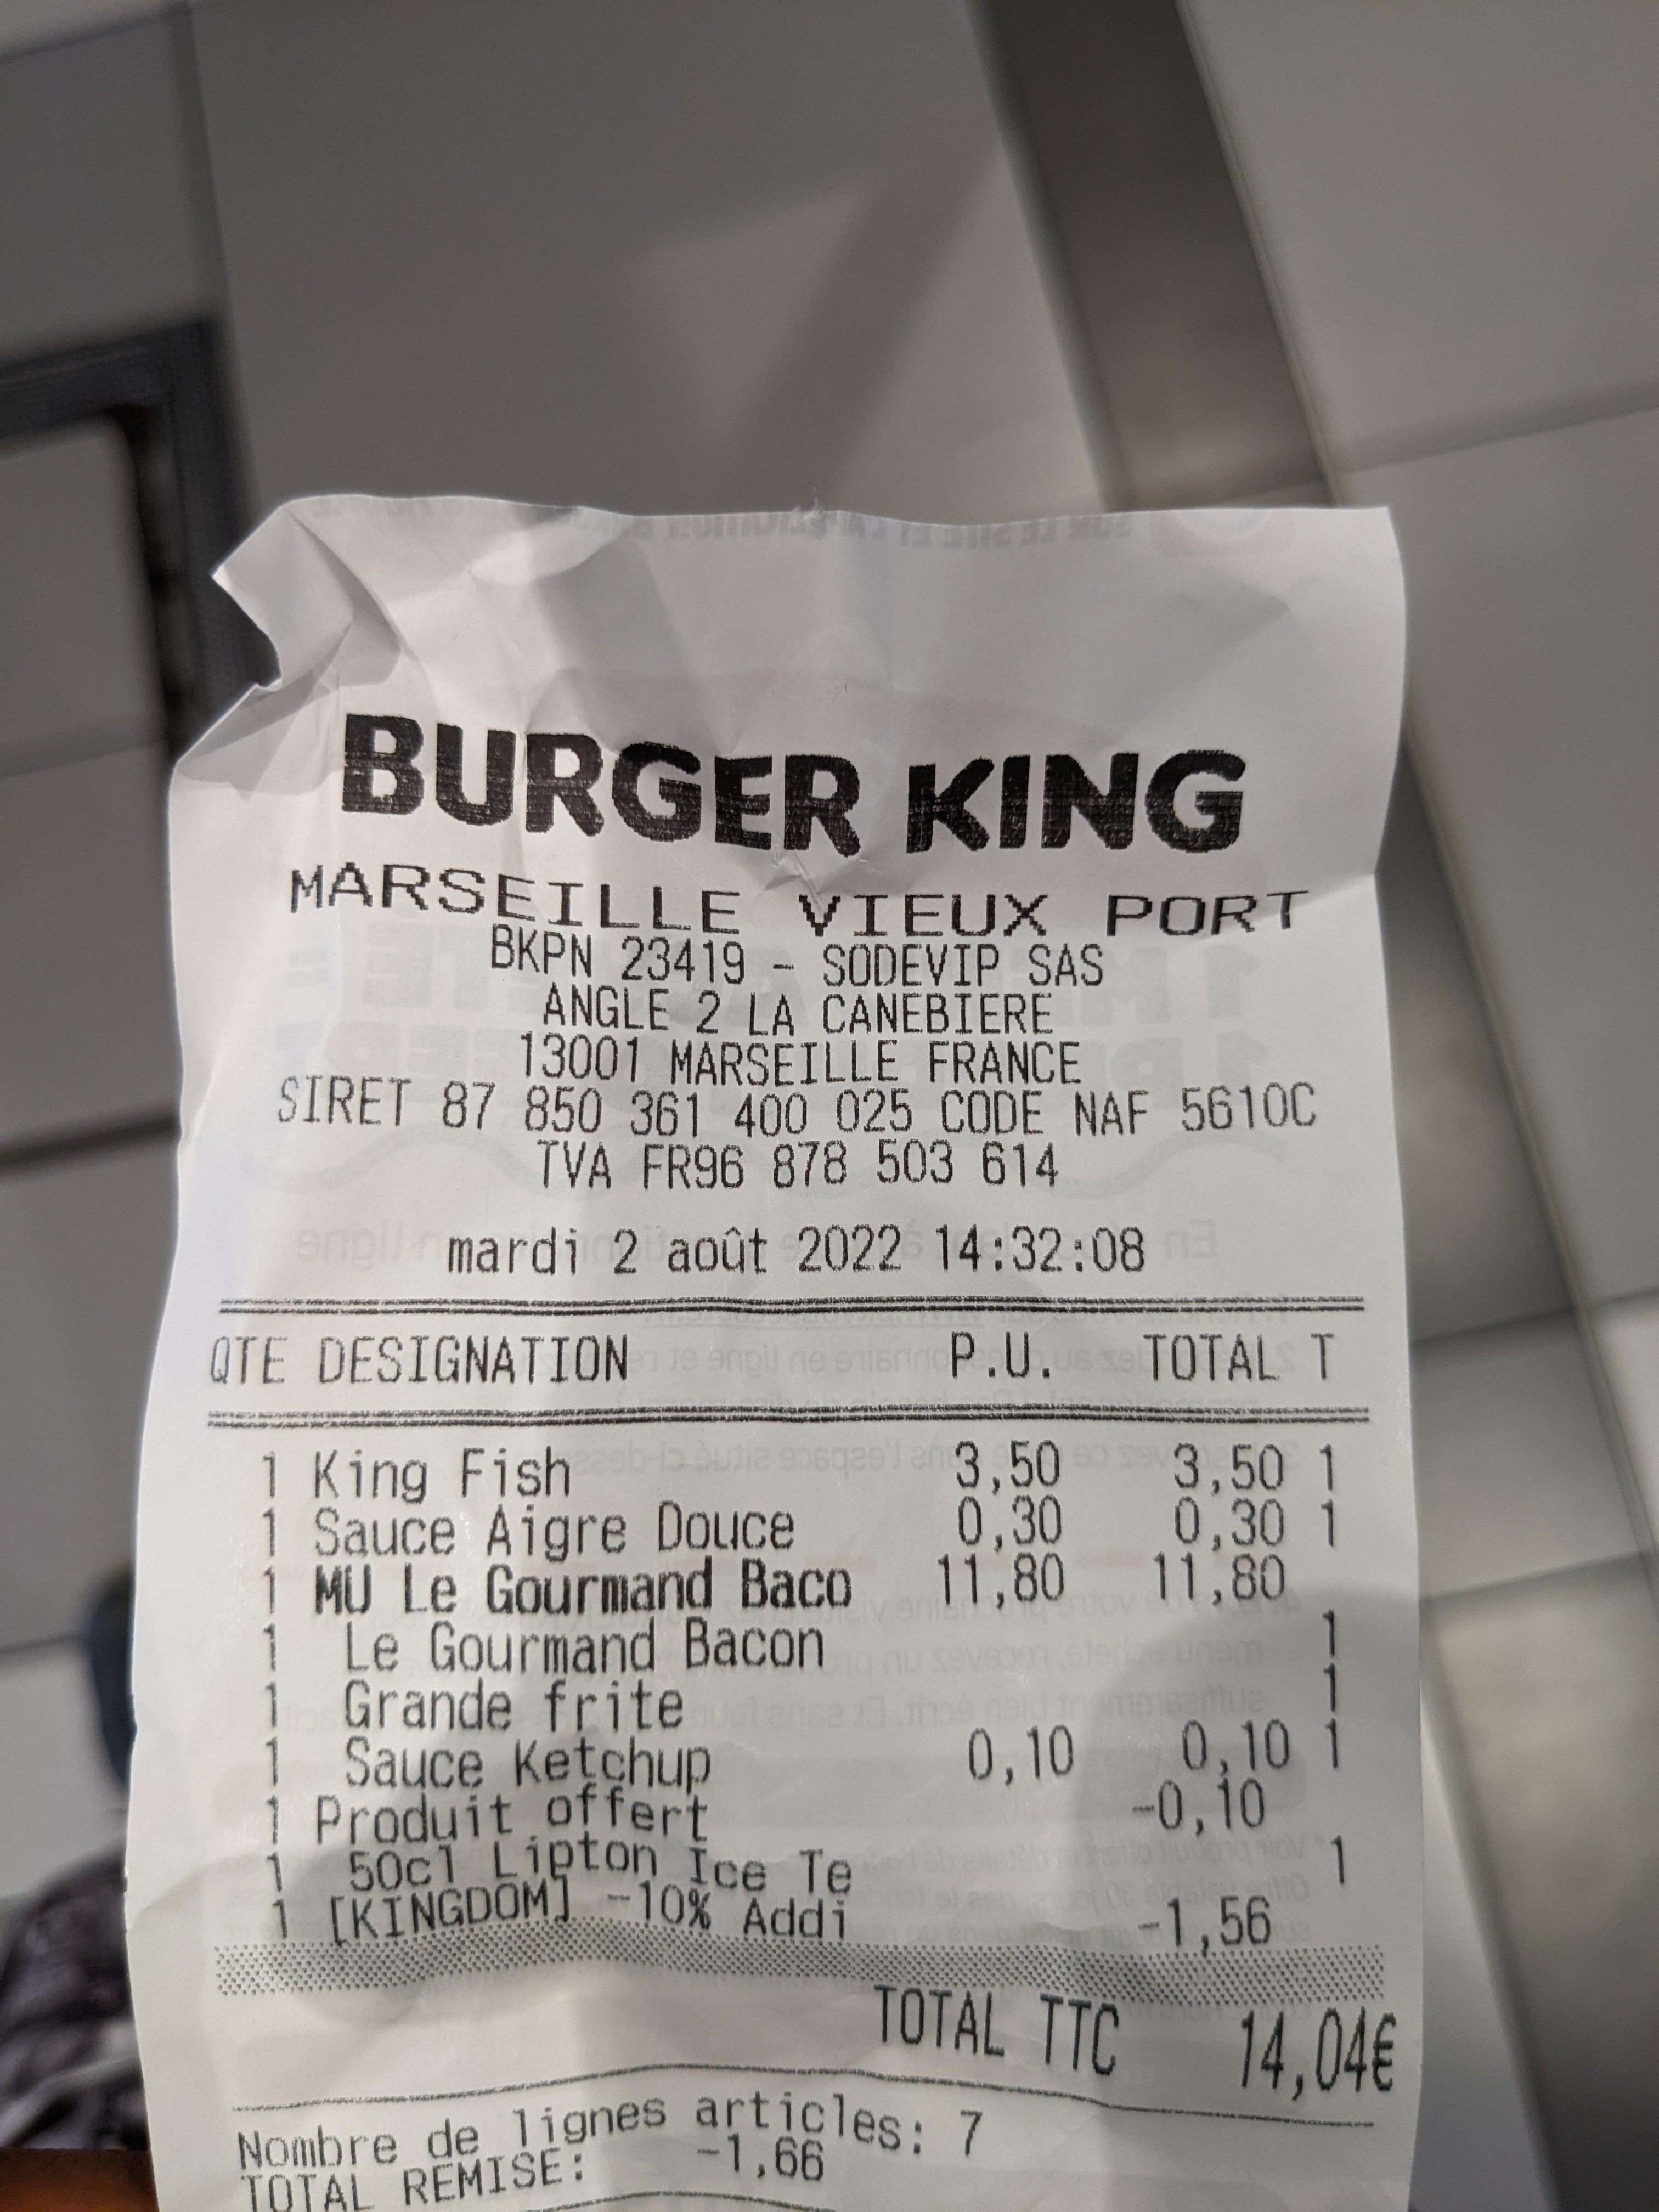 BURGER KING
MARSEILLE VIEUX PORT
BKPN 23419 - SODEVIP SAS
ANGLE 2 LA CANEBIERE
13001 MARSEILLE FRANCE
SIRET 87 850 361 400 025 CODE NAF 5610C
TVA FR96 878 503 614
mardi 2 août 2022 14:32:08
QTE DESIGNATION P.U. TOTAL T
1 King Fish 3,50 3,50 1
1 Sauce Aigre Douce 0,30 0,30 1
1 MU Le Gourmand Baco 11,80 11,80
1 Le Gourmand Bacon 1
1 Grande frite 1
1 Sauce Ketchup 0,10 0,10 1
1 Produit offert -0,10
1 50cl Lipton Ice Te 1
1 [KINGDOM] -10% Addi -1,56
TOTAL TTC 14,04€
Nombre de lignes articles: 7
TOTAL REMISE: -1,66